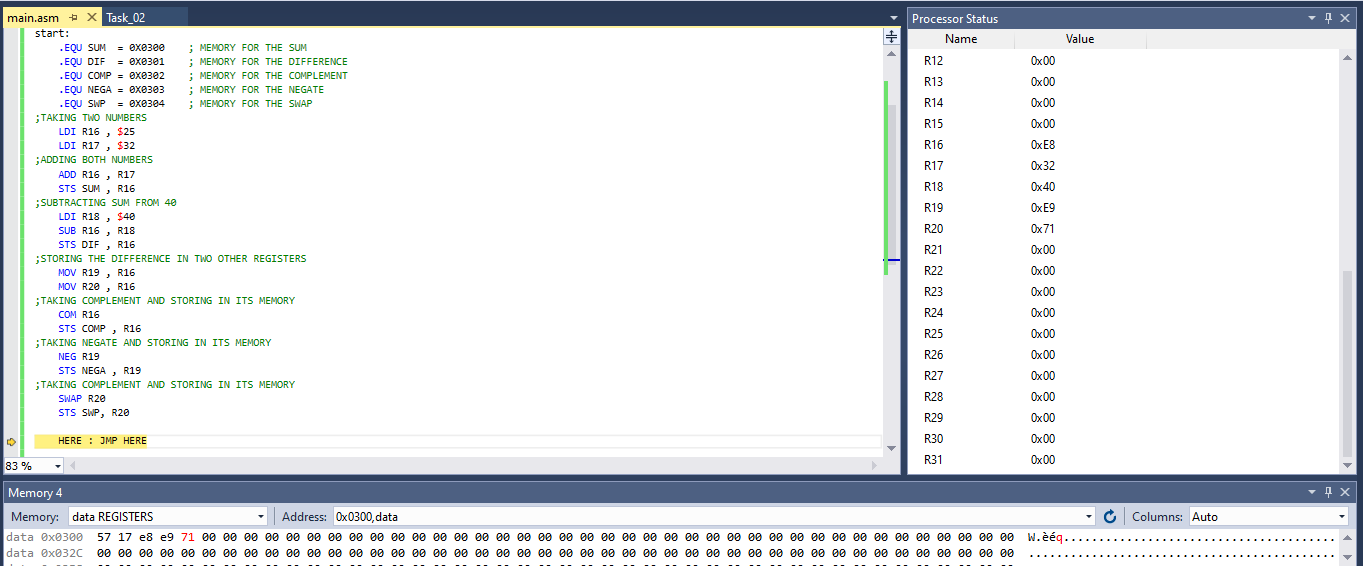 main.asm Task_02
start:
.EQU SUM = 0X0300 ; MEMORY FOR THE SUM
.EQU DIF = 0X0301 ; MEMORY FOR THE DIFFERENCE
.EQU COMP = 0X0302 ; MEMORY FOR THE COMPLEMENT
.EQU NEGA = 0X0303 ; MEMORY FOR THE NEGATE
.EQU SWP = 0X0304 ; MEMORY FOR THE SWAP
;TAKING TWO NUMBERS
LDI R16 , $25
LDI R17 , $32
;ADDING BOTH NUMBERS
ADD R16 , R17
STS SUM , R16
;SUBTRACTING SUM FROM 40
LDI R18 , $40
SUB R16 , R18
STS DIF , R16
;STORING THE DIFFERENCE IN TWO OTHER REGISTERS
MOV R19 , R16
MOV R20 , R16
;TAKING COMPLEMENT AND STORING IN ITS MEMORY
COM R16
STS COMP , R16
;TAKING NEGATE AND STORING IN ITS MEMORY
NEG R19
STS NEGA , R19
;TAKING COMPLEMENT AND STORING IN ITS MEMORY
SWAP R20
STS SWP, R20
HERE : JMP HERE
83 %
Processor Status
Name Value
R12 0x00
R13 0x00
R14 0x00
R15 0x00
R16 0xE8
R17 0x32
R18 0x40
R19 0xE9
R20 0x71
R21 0x00
R22 0x00
R23 0x00
R24 0x00
R25 0x00
R26 0x00
R27 0x00
R28 0x00
R29 0x00
R30 0x00
R31 0x00
Memory 4
Memory: data REGISTERS Address: 0x0300,data Columns: Auto
data 0x0300 57 17 e8 e9 71 00 00 00 00 00 00 00 00 00 00 00 00 00 00 00 00 00 00 00 00 00 00 00 00 00 00 00 00 00 00 00 00 00 00 00 00 00 00 00 W.èéq.......................................
data 0x032C 00 00 00 00 00 00 00 00 00 00 00 00 00 00 00 00 00 00 00 00 00 00 00 00 00 00 00 00 00 00 00 00 00 00 00 00 00 00 00 00 00 00 00 00 ............................................